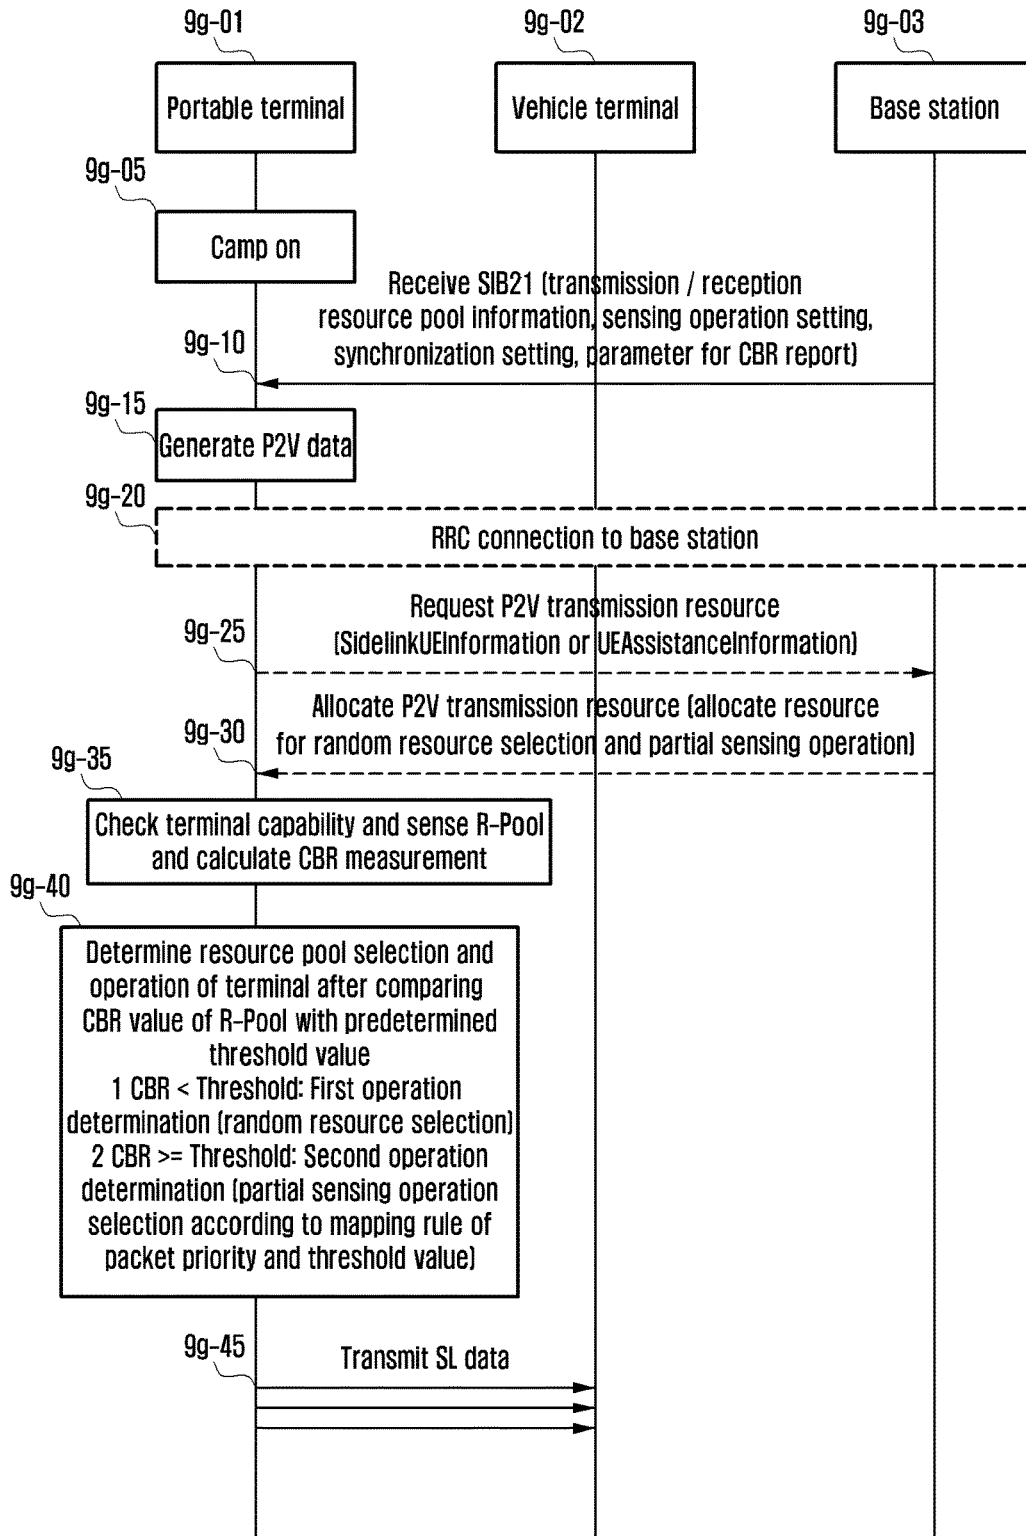 9g-01
9g-02
9g-03
Portable terminal
Vehicle terminal
Base station
9g-05
Camp on
Receive SIB21 (transmission / reception
resource pool information, sensing operation setting,
synchronization setting, parameter for CBR report)
9g-10
9g-15
Generate P2V data
9g-20
RRC connection to base station
Request P2V transmission resource
(SidelinkUEInformation or UEAssistanceInformation)
9g-25
Allocate P2V transmission resource (allocate resource
for random resource selection and partial sensing operation)
9g-30
9g-35
Check terminal capability and sense R-Pool
and calculate CBR measurement
9g-40
Determine resource pool selection and
operation of terminal after comparing
CBR value of R-Pool with predetermined
threshold value
1 CBR < Threshold: First operation
determination (random resource selection)
2 CBR >= Threshold: Second operation
determination (partial sensing operation
selection according to mapping rule of
packet priority and threshold value)
9g-45
Transmit SL data